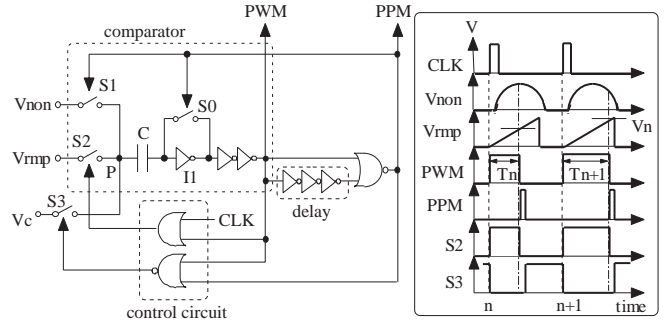 PWM
PPM
comparator
S1
Vnon
S0
S2
C
Vrmp
P
I1
S3
Vc
CLK
delay
control circuit
V
CLK
Vnon
Vrmp
Vn
PWM
Tn
Tn+1
PPM
S2
S3
n
n+1
time